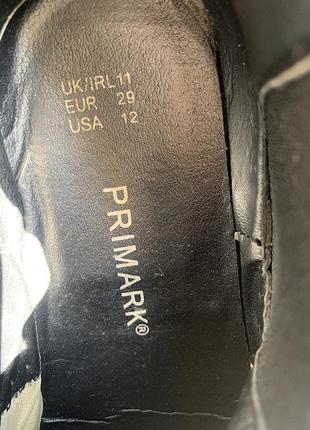 UK/IRL 11
EUR 29
USA 12
PRIMARK®